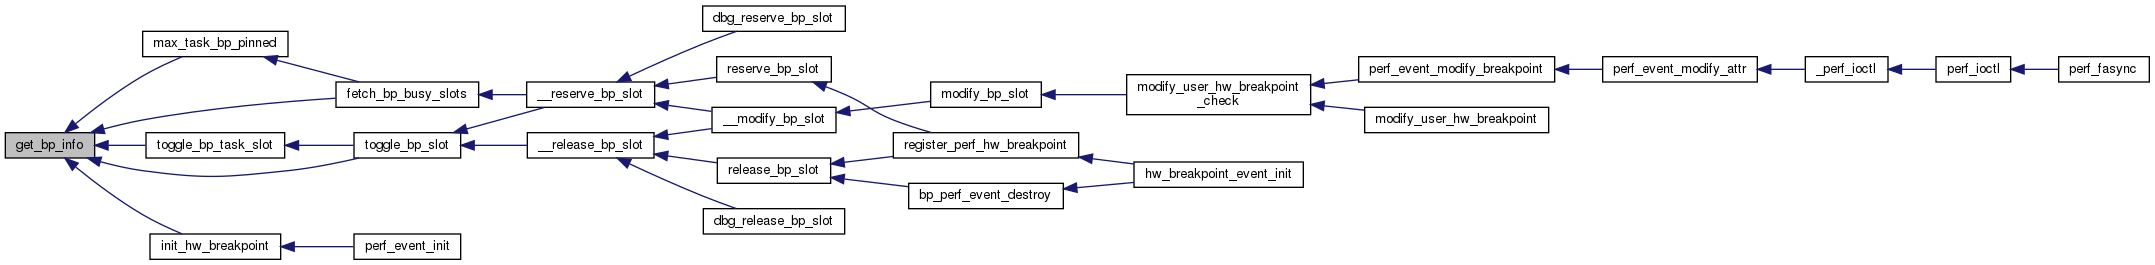 get_bp_info
max_task_bp_pinned
fetch_bp_busy_slots
toggle_bp_task_slot
toggle_bp_slot
init_hw_breakpoint
perf_event_init
__reserve_bp_slot
__release_bp_slot
dbg_reserve_bp_slot
reserve_bp_slot
__modify_bp_slot
release_bp_slot
dbg_release_bp_slot
modify_bp_slot
register_perf_hw_breakpoint
bp_perf_event_destroy
modify_user_hw_breakpoint
_check
hw_breakpoint_event_init
perf_event_modify_breakpoint
modify_user_hw_breakpoint
perf_event_modify_attr
_perf_ioctl
perf_ioctl
perf_fasync